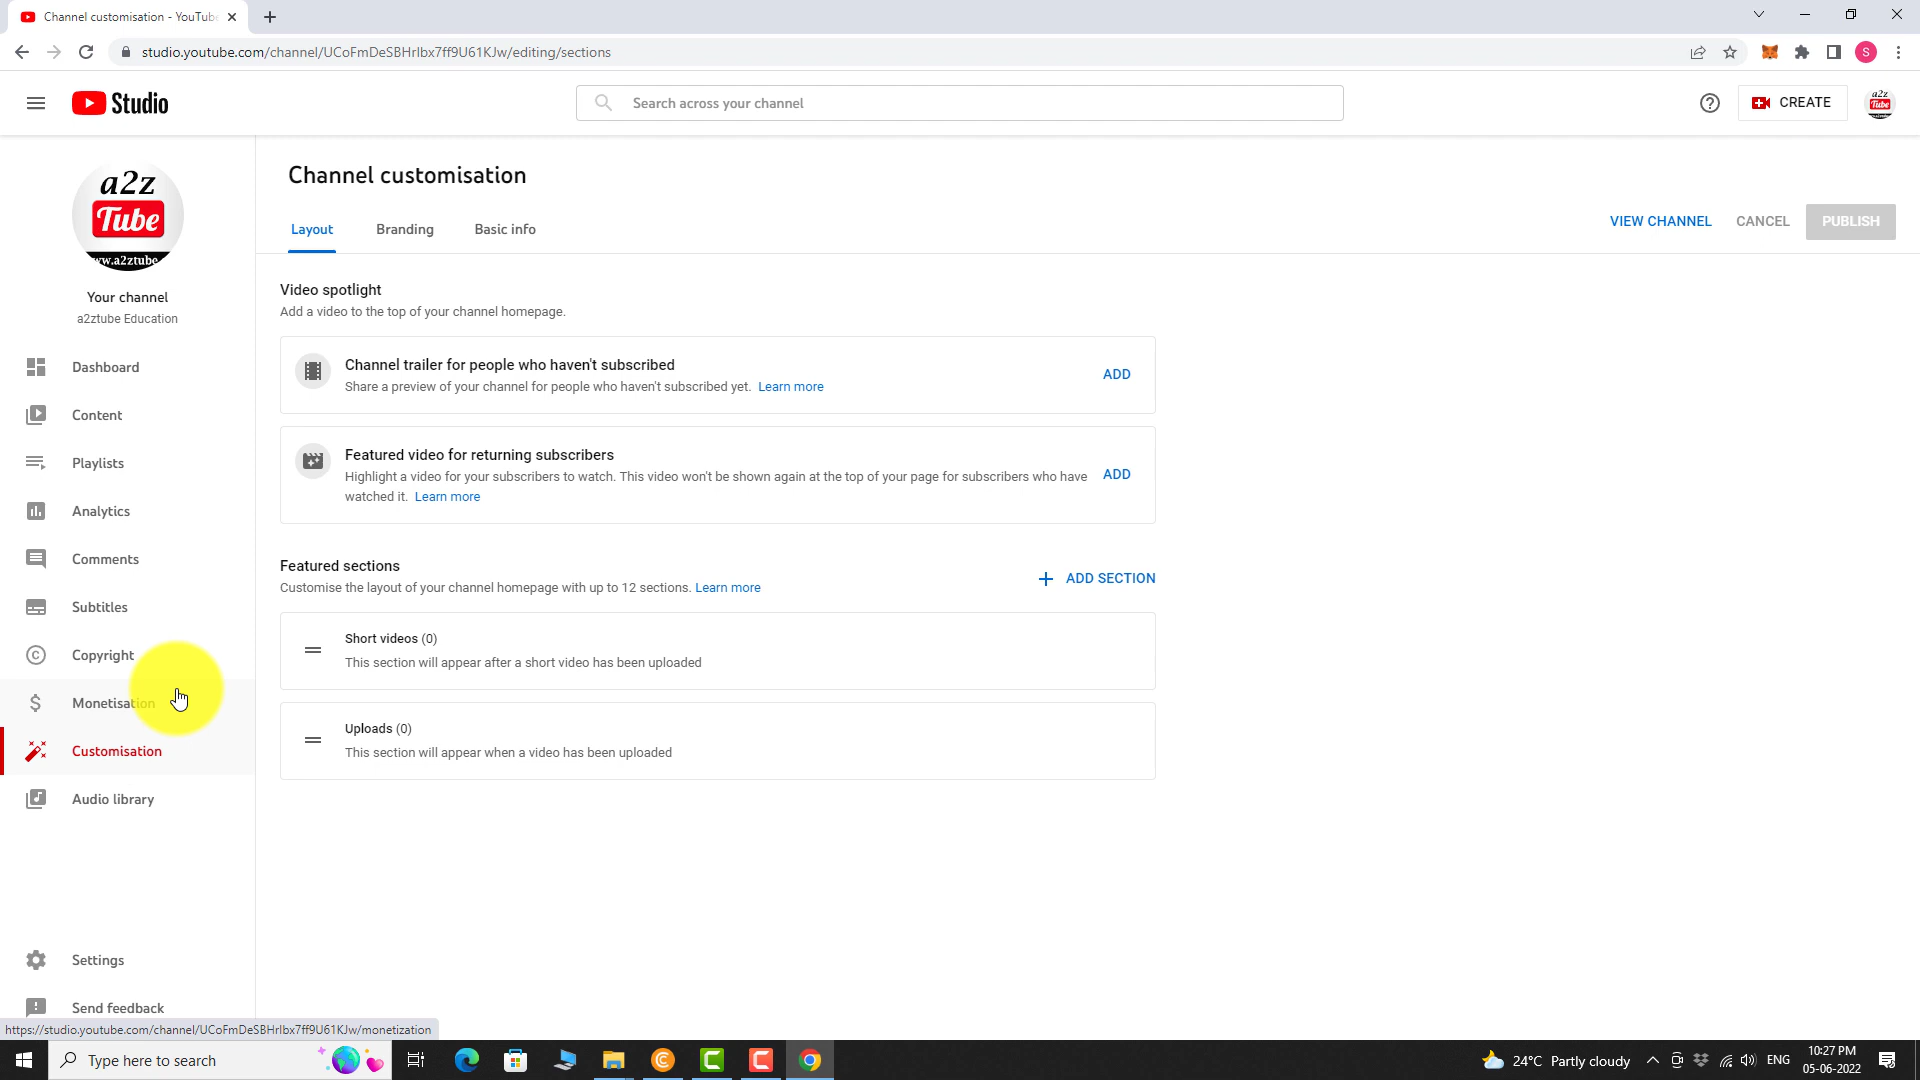 Channel customisation - YouTube
studio.youtube.com/channel/UCoFmDeSBHrIbx7ff9U61KJw/editing/sections
S
Studio
Search across your channel
CREATE
a2z
Tube
a2z
Tube
www.a2ztube
Your channel
a2ztube Education
Dashboard
Content
Playlists
Analytics
Comments
Subtitles
Copyright
Monetisation
Customisation
Audio library
Settings
Send feedback
Channel customisation
Layout
Branding
Basic info
VIEW CHANNEL
CANCEL
PUBLISH
Video spotlight
Add a video to the top of your channel homepage.
Channel trailer for people who haven't subscribed
Share a preview of your channel for people who haven't subscribed yet. Learn more
ADD
Featured video for returning subscribers
Highlight a video for your subscribers to watch. This video won't be shown again at the top of your page for subscribers who have
watched it. Learn more
ADD
Featured sections
Customise the layout of your channel homepage with up to 12 sections. Learn more
ADD SECTION
Short videos (0)
This section will appear after a short video has been uploaded
Uploads (0)
This section will appear when a video has been uploaded
https://studio.youtube.com/channel/UCoFmDeSBHrIbx7ff9U61KJw/monetization
Type here to search
24°C Partly cloudy
ENG
10:27 PM
05-06-2022